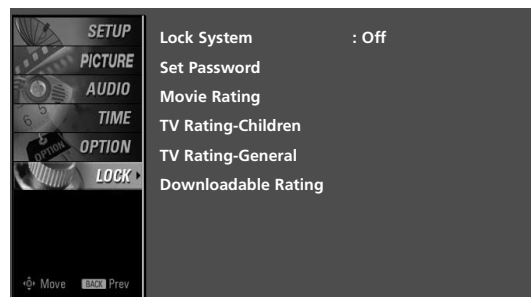 SETUP
PICTURE
AUDIO
TIME
OPTION
LOCK
Lock System : Off
Set Password
Movie Rating
TV Rating-Children
TV Rating-General
Downloadable Rating
Move BACK Prev